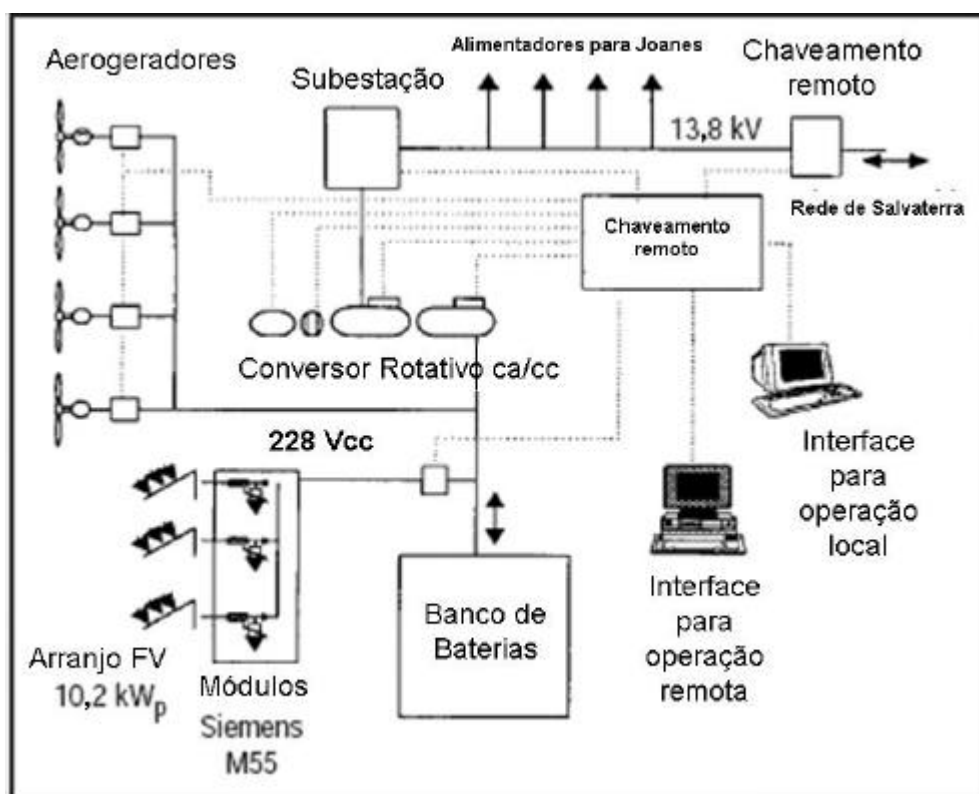 Aerogeradores
Alimentadores para Joanes
Chaveamento
remoto
Subestação
13,8 kV
Rede de Salvaterra
Chaveamento
remoto
Conversor Rotativo ca/cc
228 Vcc
Interface
para
operação
local
Banco de
Baterias
Interface
para
operação
remota
Arranjo FV
10,2 kWp
Módulos
Siemens
M55